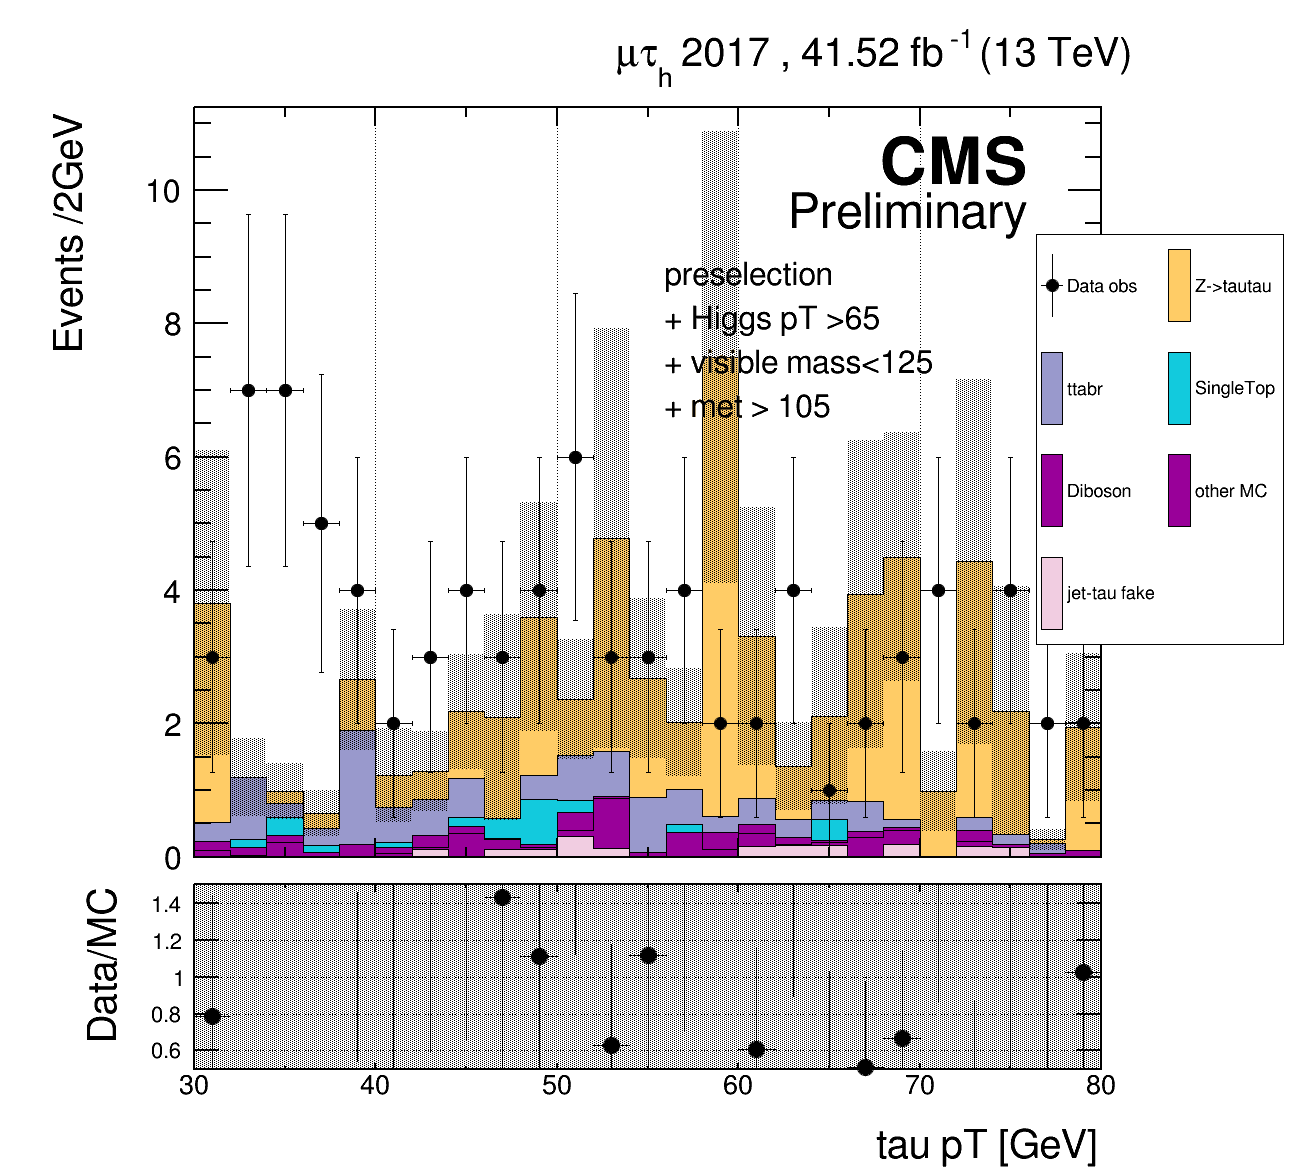 μτh 2017 , 41.52 fb-1 (13 TeV)
Events /2GeV
CMS
Preliminary
preselection
+ Higgs pT >65
+ visible mass<125
+ met > 105
Data obs
Z->tautau
ttabr
SingleTop
Diboson
other MC
jet-tau fake
10
8
6
4
2
0
Data/MC
1.4
1.2
1
0.8
0.6
30 40 50 60 70 80
tau pT [GeV]